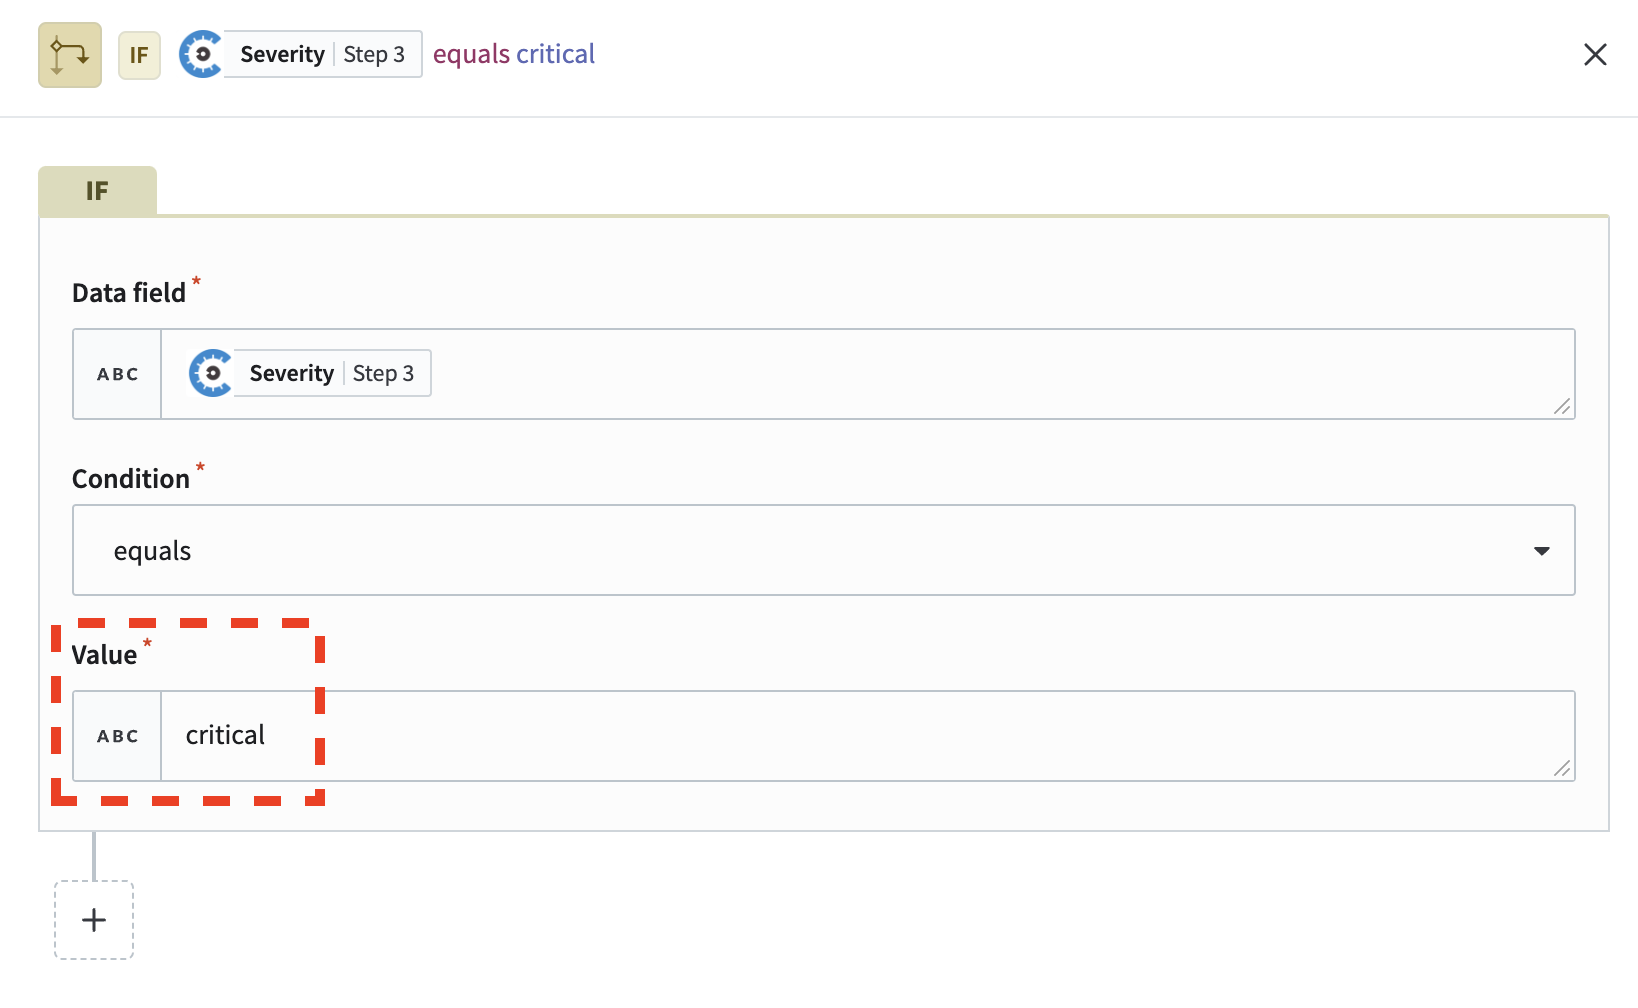 IF Severity Step 3 equals critical
IF
Data field *
ABC Severity Step 3
Condition *
equals
Value *
ABC critical